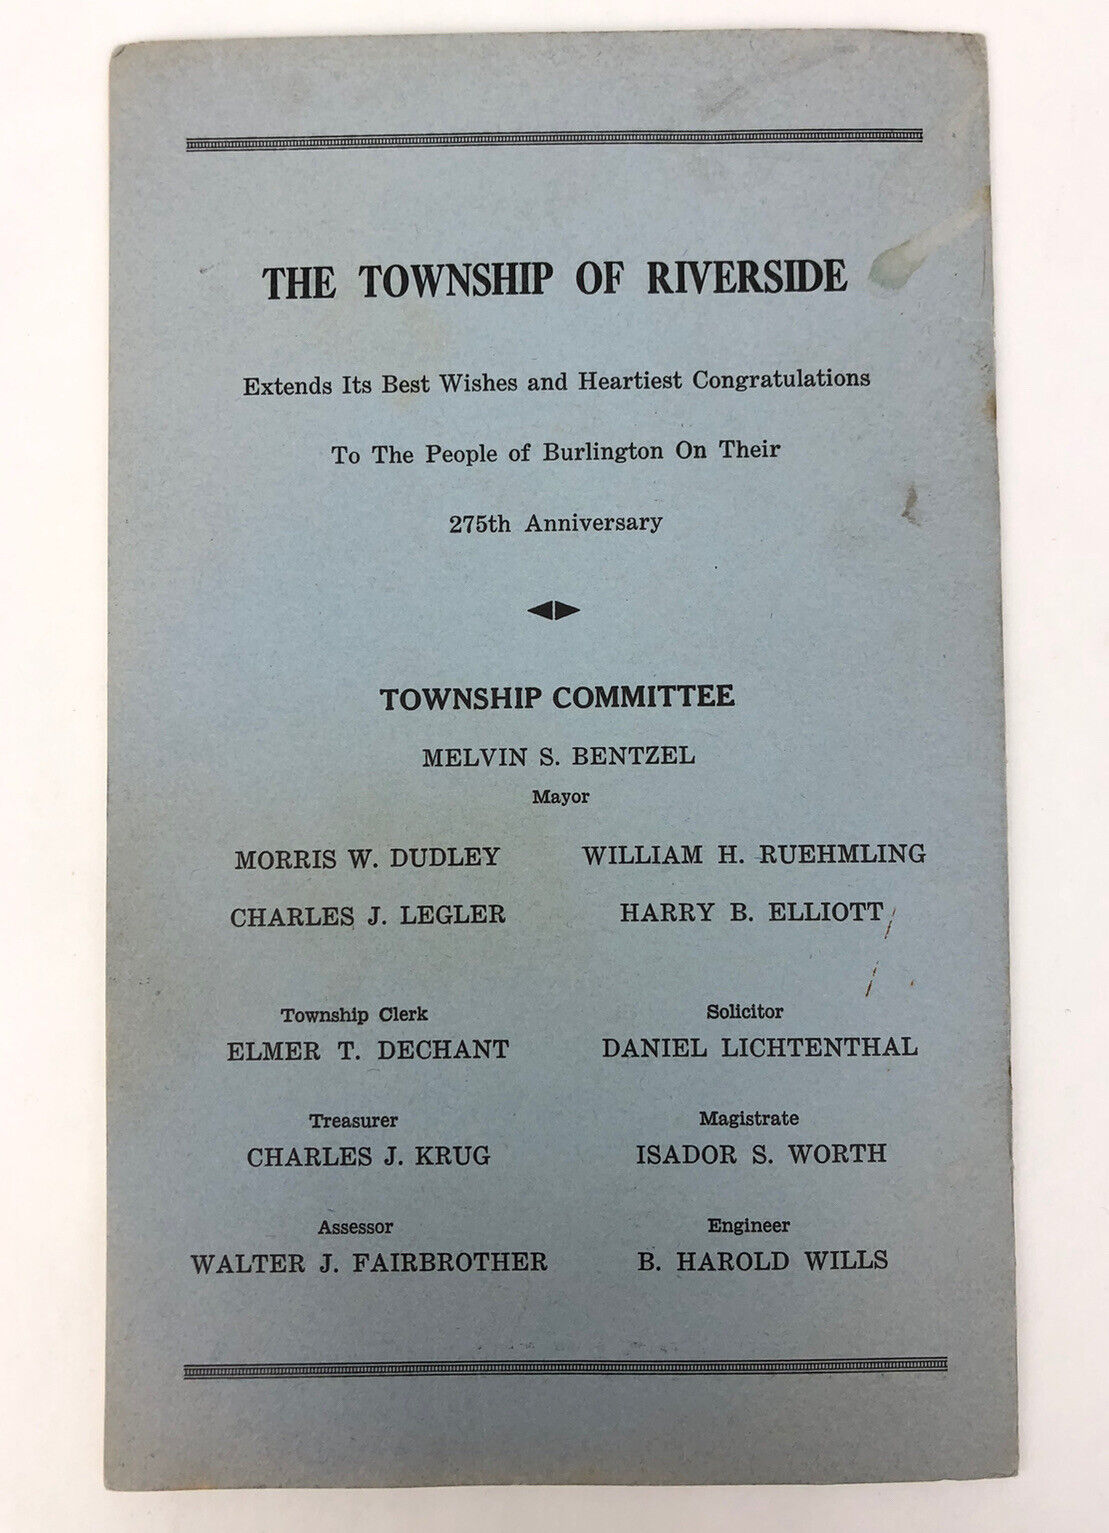 THE TOWNSHIP OF RIVERSIDE
Extends Its Best Wishes and Heartiest Congratulations
To The People of Burlington On Their
275th Anniversary
TOWNSHIP COMMITTEE
MELVIN S. BENTZEL
Mayor
MORRIS W. DUDLEY WILLIAM H. RUEHMLING
CHARLES J. LEGLER HARRY B. ELLIOTT
Township Clerk Solicitor
ELMER T. DECHANT DANIEL LICHTENTHAL
Treasurer Magistrate
CHARLES J. KRUG ISADOR S. WORTH
Assessor Engineer
WALTER J. FAIRBROTHER B. HAROLD WILLS